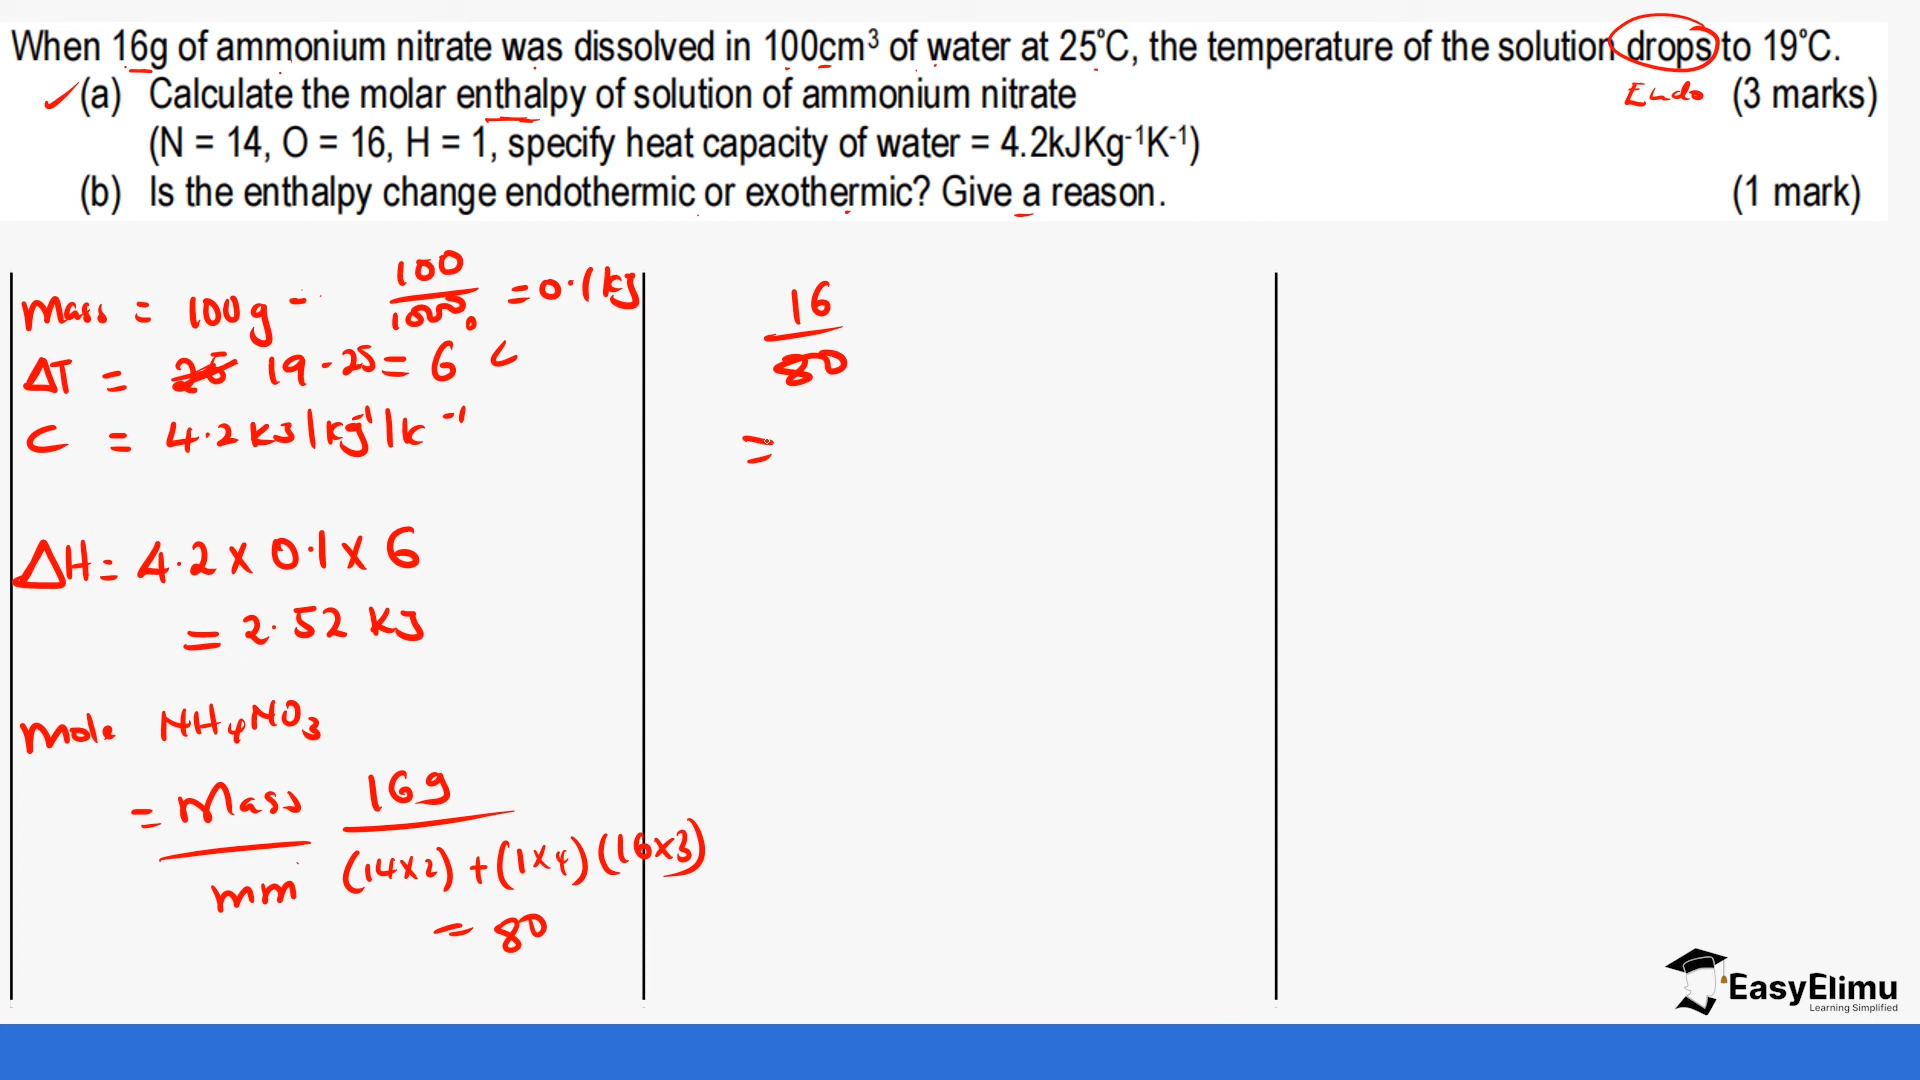 When 16g of ammonium nitrate was dissolved in 100cm³ of water at 25°C, the temperature of the solution drops to 19°C.
(a) Calculate the molar enthalpy of solution of ammonium nitrate (3 marks)
Endo
(N = 14, O = 16, H = 1, specify heat capacity of water = 4.2kJKg⁻¹K⁻¹)
(b) Is the enthalpy change endothermic or exothermic? Give a reason. (1 mark)
Mass = 100g - 100/1000 = 0.1kg
ΔT = 25 19 - 25 = 6 C
C = 4.2 kJ/kg⁻¹/k⁻¹
ΔH = 4.2 x 0.1 x 6
= 2.52 kJ
Mole NH₄NO₃
= Mass 16g
mm (14x2) + (1x4) (16x3)
= 80
16
80
=
EasyElimu
Learning Simplified